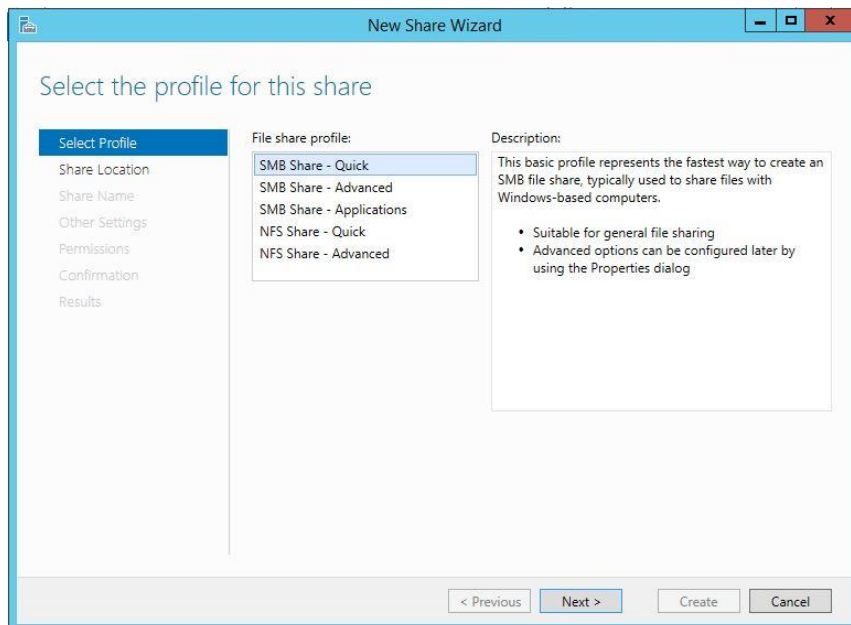 New Share Wizard
Select the profile for this share
Select Profile
Share Location
Share Name
Other Settings
Permissions
Confirmation
Results
File share profile:
SMB Share - Quick
SMB Share - Advanced
SMB Share - Applications
NFS Share - Quick
NFS Share - Advanced
Description:
This basic profile represents the fastest way to create an
SMB file share, typically used to share files with
Windows-based computers.
• Suitable for general file sharing
• Advanced options can be configured later by
using the Properties dialog
< Previous
Next >
Create
Cancel